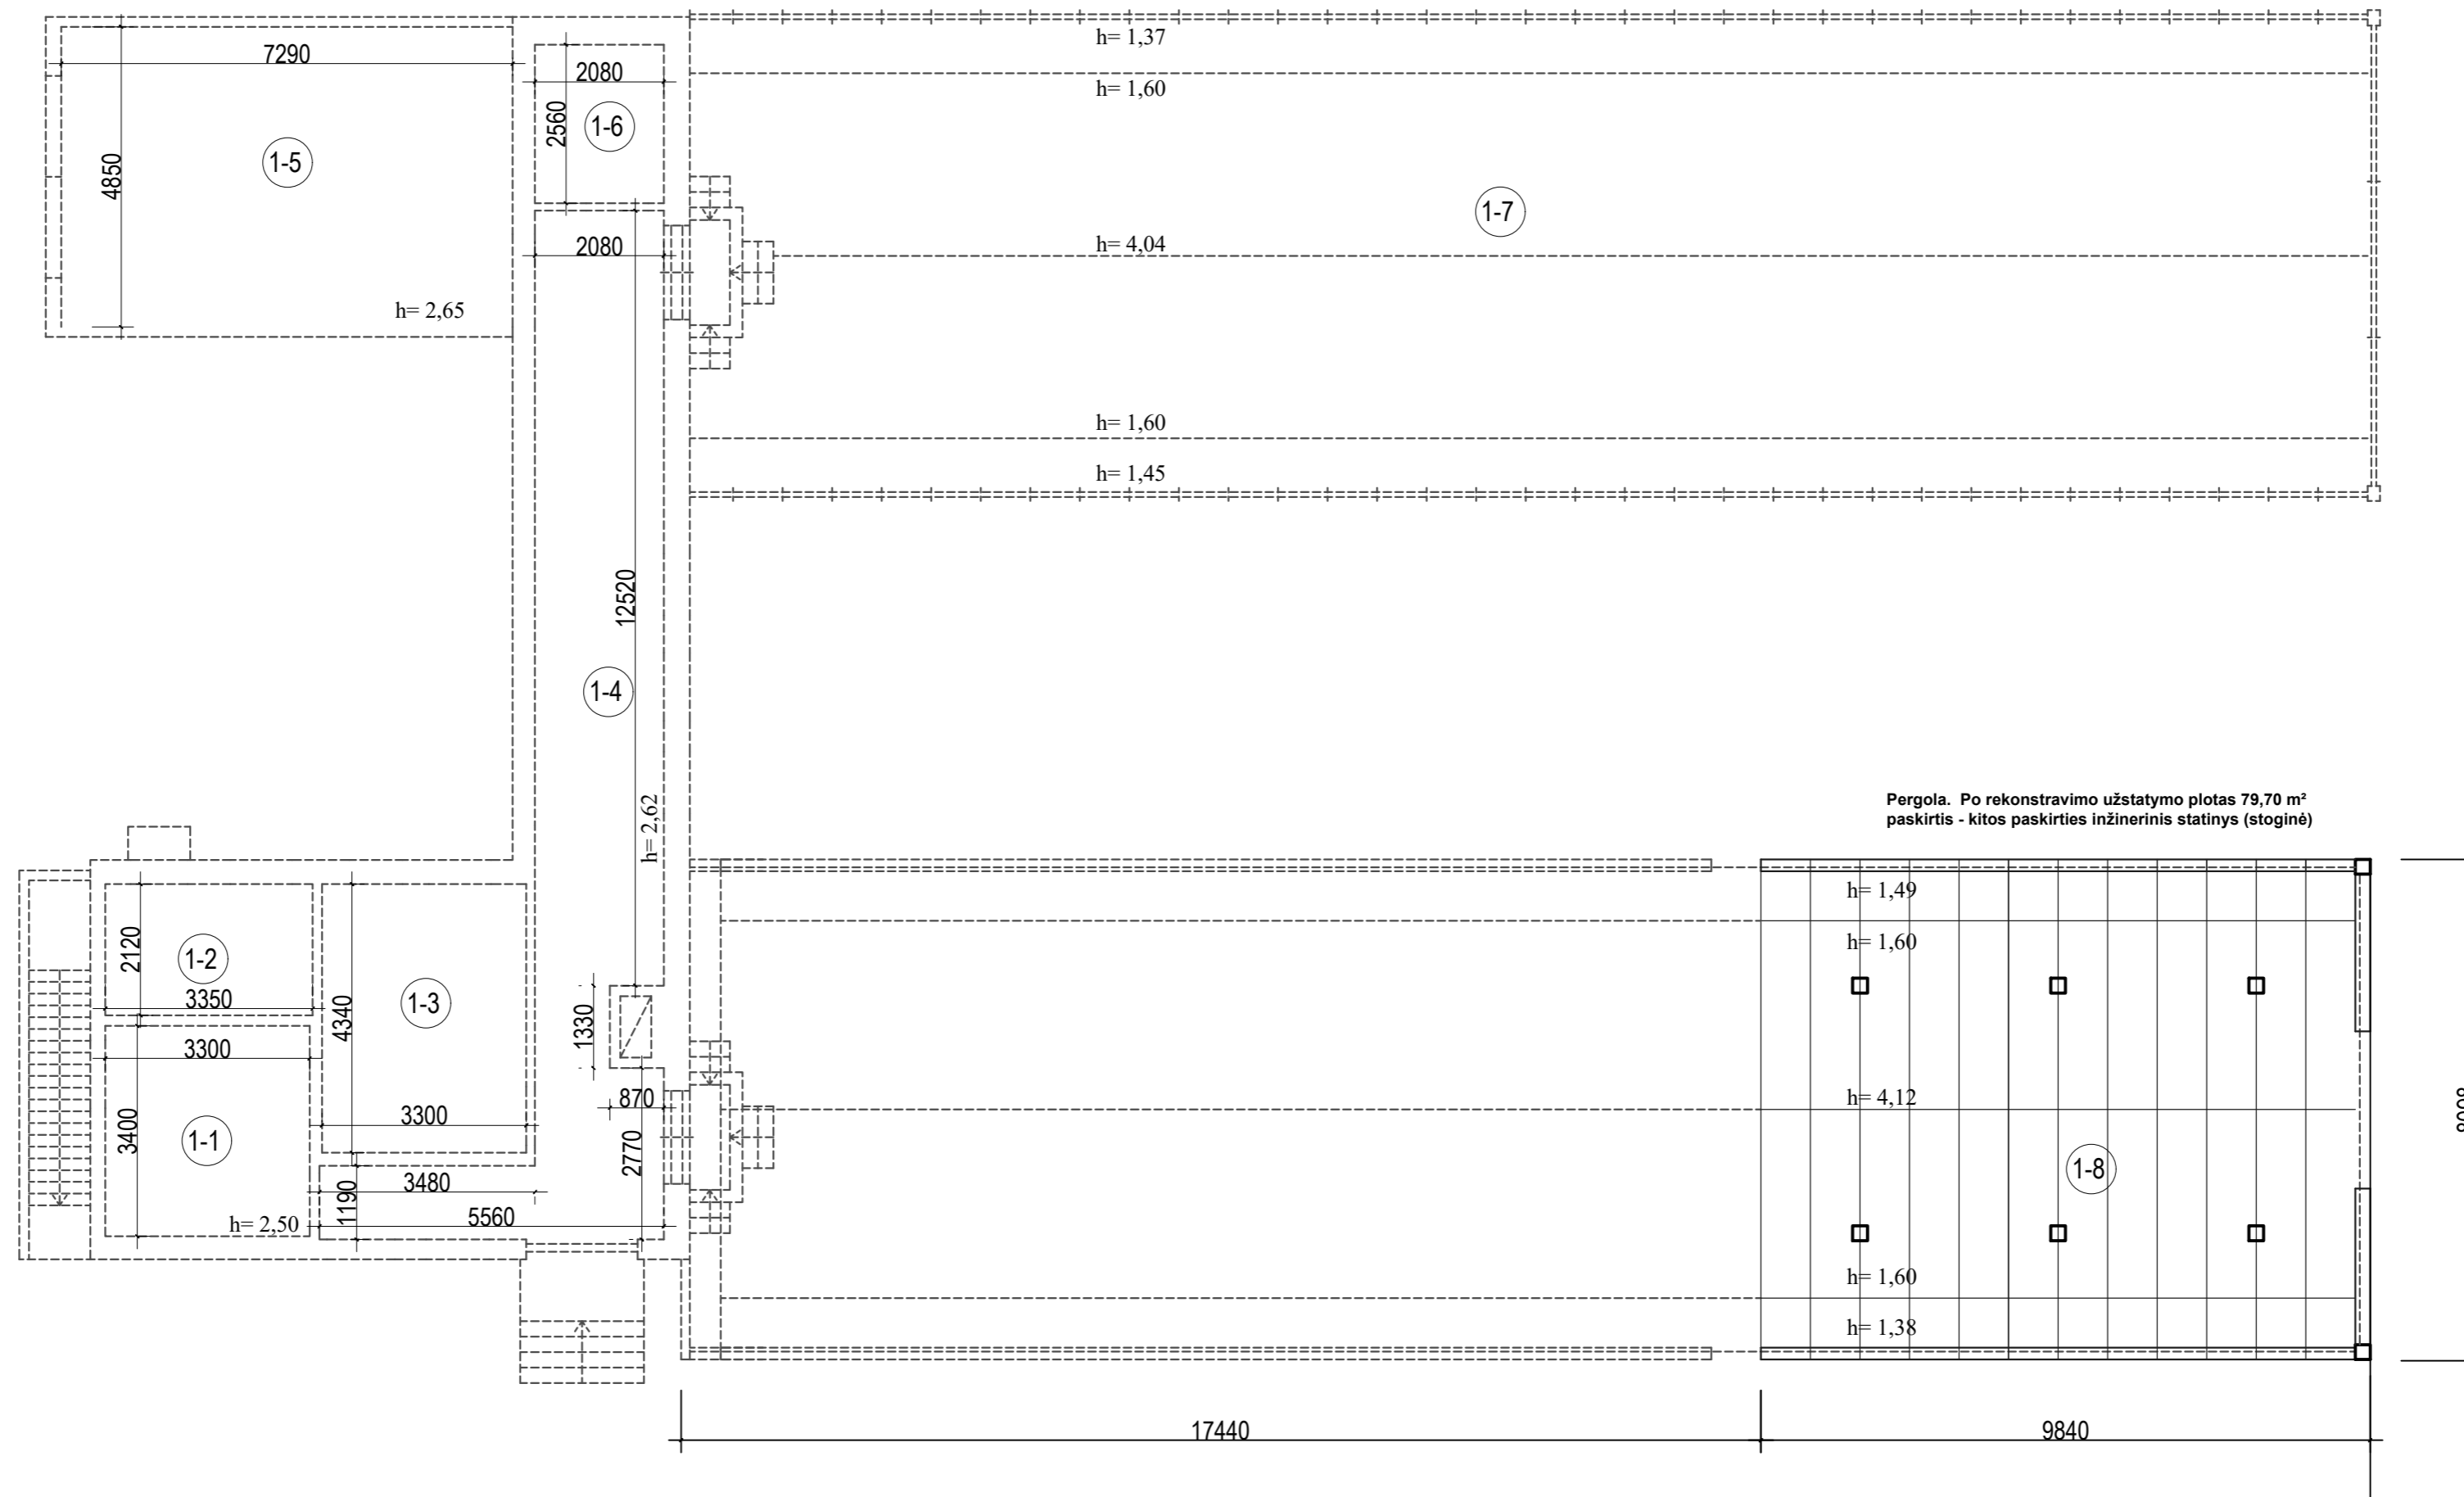 h= 1,37
7290
2080
h= 1,60
2560
1-6
1-5
4850
1-7
2080
h= 4,04
h= 2,65
h= 1,60
h= 1,45
12520
1-4
h= 2,62
Pergola. Po rekonstravimo užstatymo plotas 79,70 m²
paskirtis - kitos paskirties inžinerinis statinys (stoginė)
h= 1,49
2120
1-2
h= 1,60
3350
1-3
4340
1330
3300
870
h= 4,12
3400
3300
1-1
2770
1-8
3480
1190
5560
h= 2,50
h= 1,60
h= 1,38
17440
9840